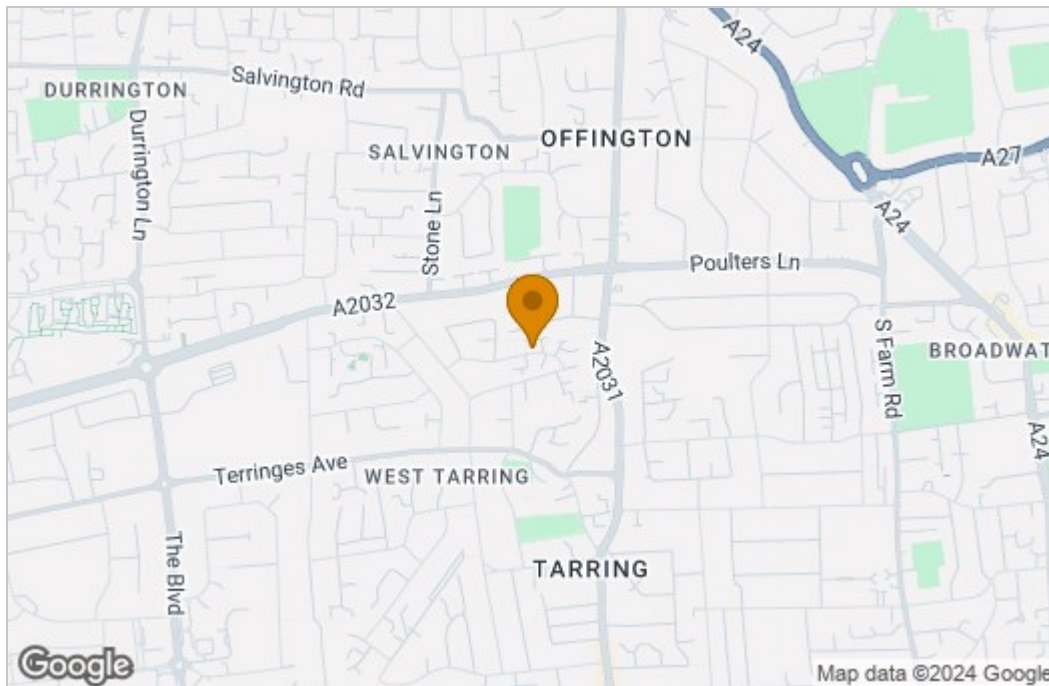 A24
Salvington Rd
DURRINGTON
Durrington Ln
OFFINGTON
SALVINGTON
A27
Stone Ln
A24
Poulters Ln
A2032
S Farm Rd
BROADWAT
A2031
A24
Terringes Ave
WEST TARRING
The Blvd
TARRING
Google
Map data ©2024 Google